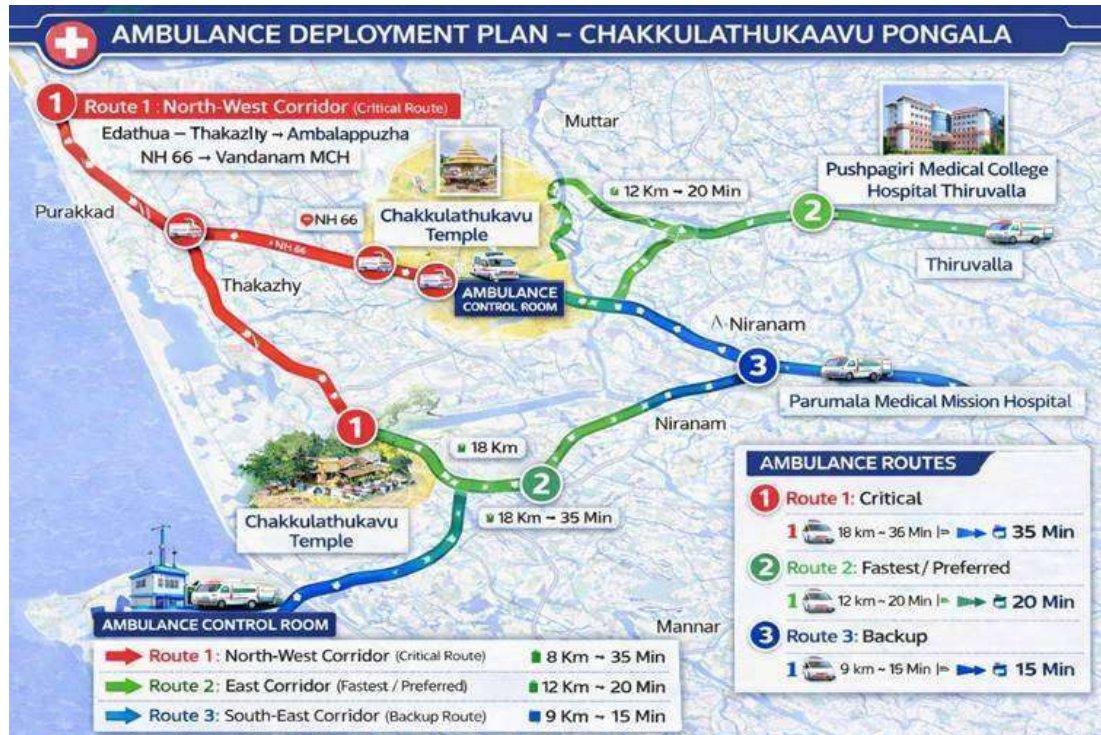 AMBULANCE DEPLOYMENT PLAN – CHAKKULATHUKAAVU PONGALA
1 Route 1: North-West Corridor (Critical Route)
Edathua – Thakazlly → Ambalappuzha
NH 66 → Vandanam MCH
Muttar
Pushpagiri Medical College
Hospital Thiruvalla
12 Km ~ 20 Min
2
Purakkad
NH 66
Chakkulathukavu
Temple
NH 66
Thiruvalla
Thakazhy
AMBULANCE
CONTROL ROOM
Niranam
3
Parumala Medical Mission Hospital
1
Niranam
18 Km
2
18 Km ~ 35 Min
Chakkulathukavu
Temple
AMBULANCE CONTROL ROOM
Mannar
Route 1: North-West Corridor (Critical Route) 8 Km ~ 35 Min
Route 2: East Corridor (Fastest / Preferred) 12 Km ~ 20 Min
Route 3: South-East Corridor (Backup Route) 9 Km ~ 15 Min
AMBULANCE ROUTES
1 Route 1: Critical
1 18 km ~ 36 Min 35 Min
2 Route 2: Fastest / Preferred
1 12 km ~ 20 Min 20 Min
3 Route 3: Backup
1 9 km ~ 15 Min 15 Min